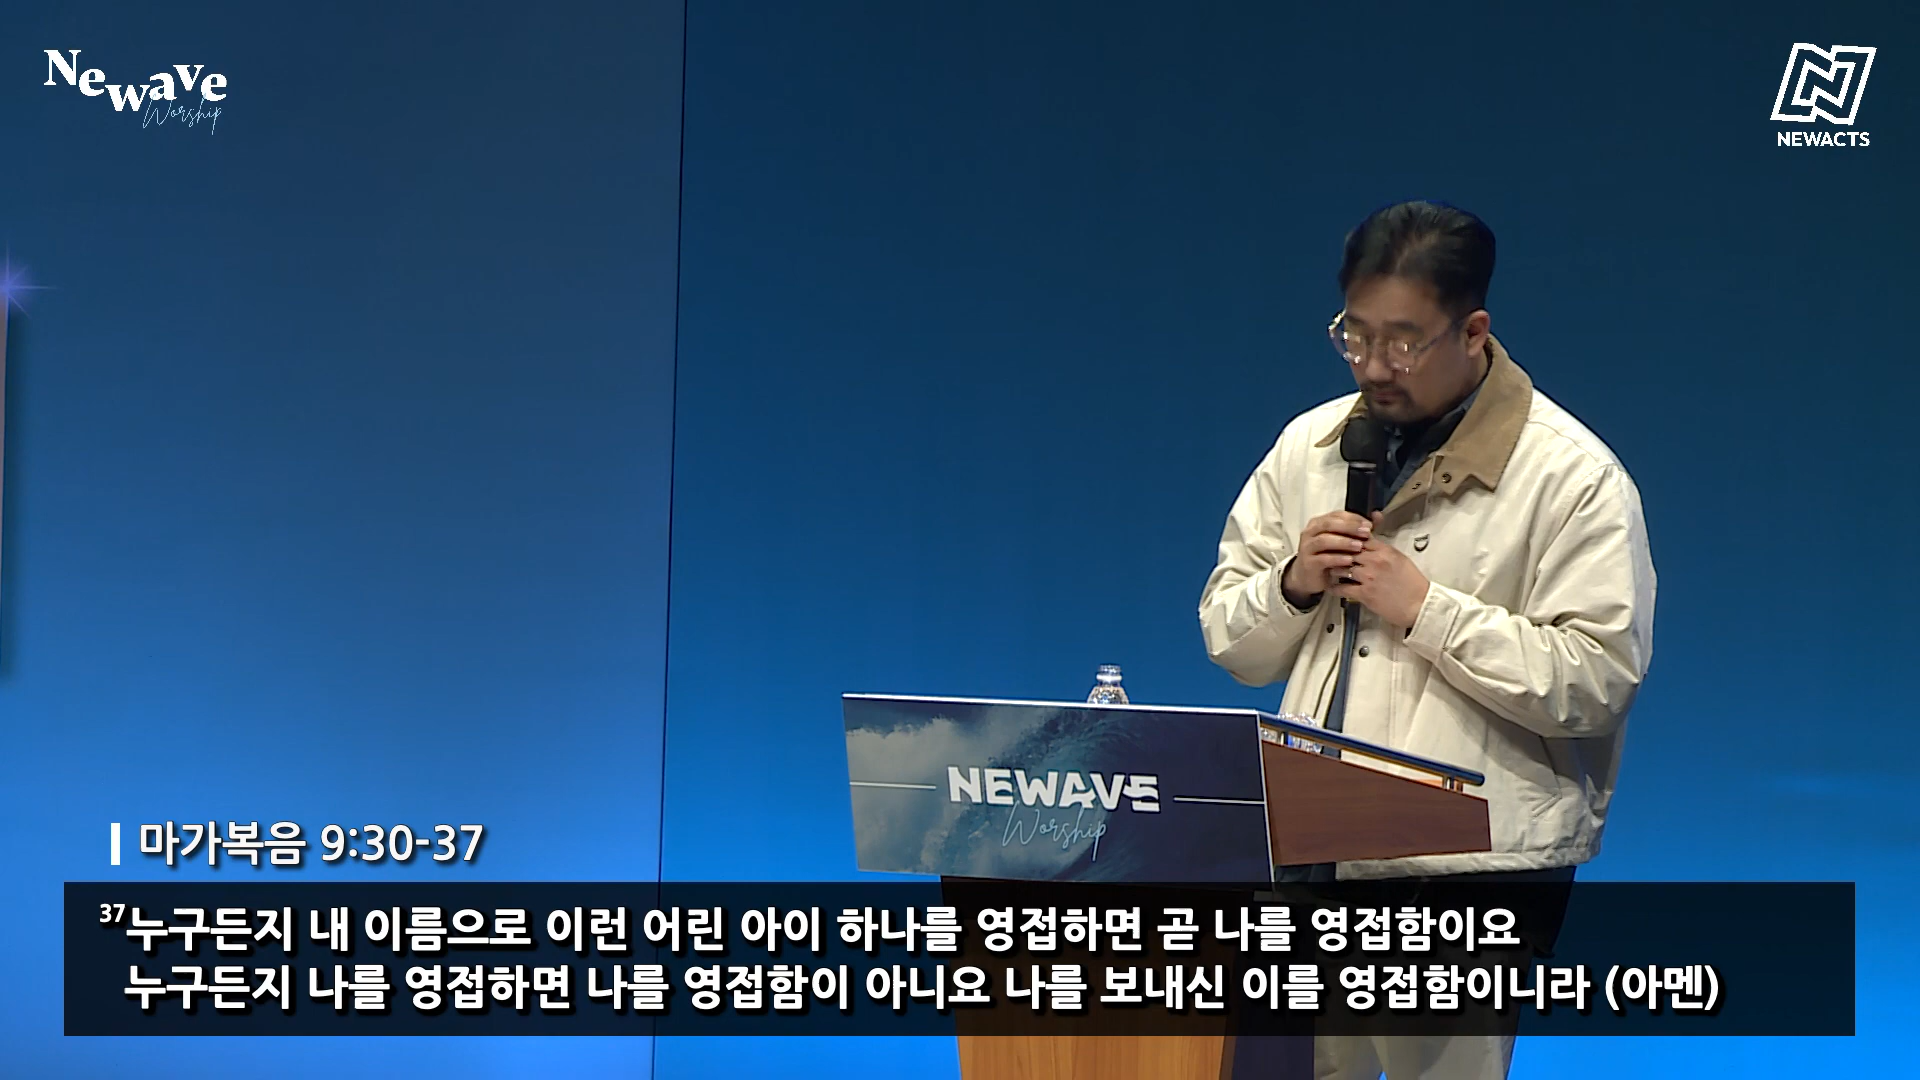 Newave
Worship
NEWACTS
NEWAVE
Worship
마가복음 9:30-37
37누구든지 내 이름으로 이런 어린 아이 하나를 영접하면 곧 나를 영접함이요
누구든지 나를 영접하면 나를 영접함이 아니요 나를 보내신 이를 영접함이니라 (아멘)